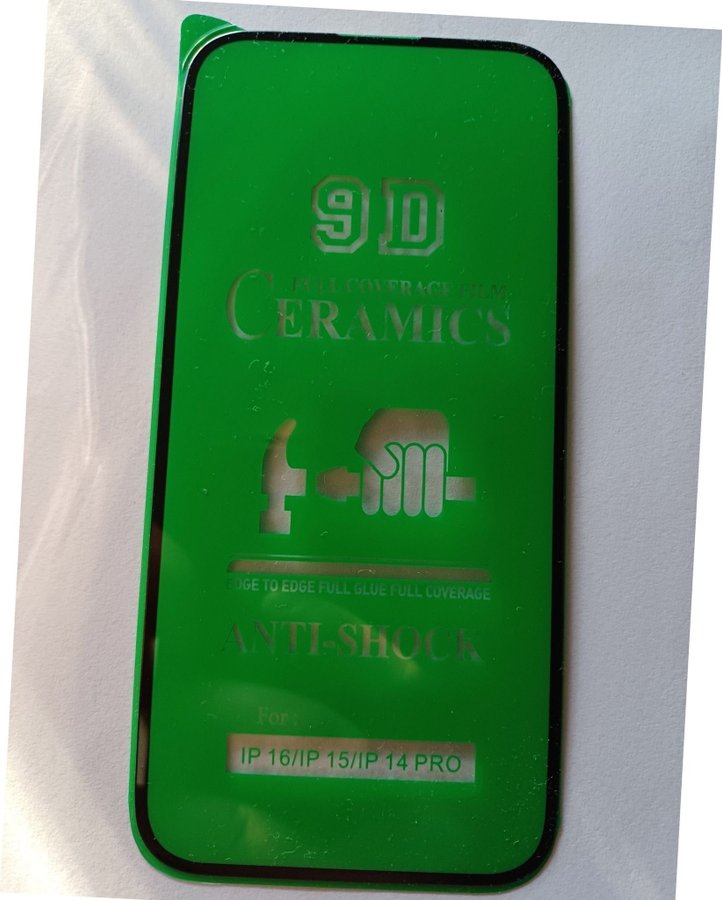 9D
FULL COVERAGE FILM
CERAMICS
EDGE TO EDGE FULL GLUE FULL COVERAGE
ANTI-SHOCK
For :
IP 16/IP 15/IP 14 PRO